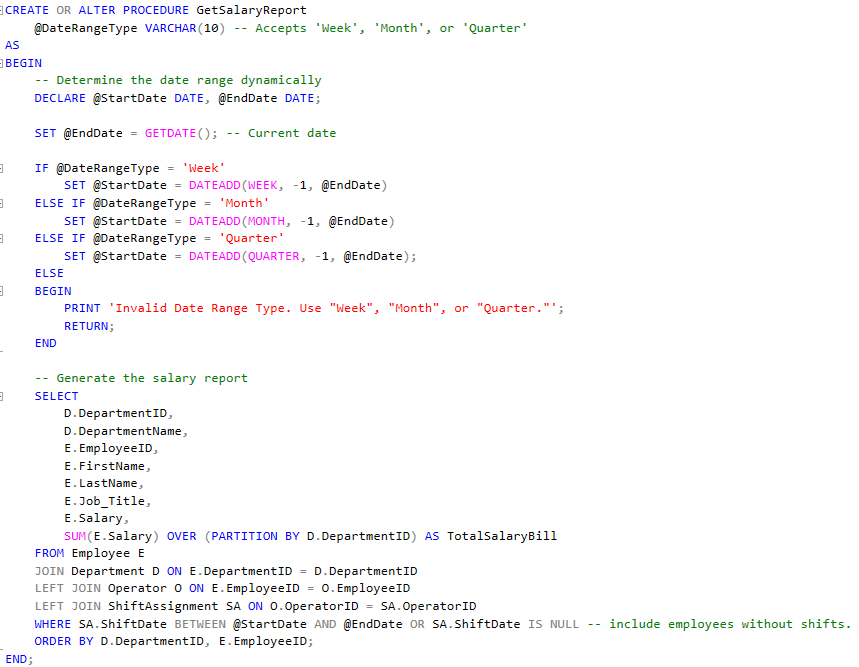 CREATE OR ALTER PROCEDURE GetSalaryReport
    @DateRangeType VARCHAR(10) -- Accepts 'Week', 'Month', or 'Quarter'
AS
BEGIN
    -- Determine the date range dynamically
    DECLARE @StartDate DATE, @EndDate DATE;
    SET @EndDate = GETDATE(); -- Current date
    IF @DateRangeType = 'Week'
        SET @StartDate = DATEADD(WEEK, -1, @EndDate)
    ELSE IF @DateRangeType = 'Month'
        SET @StartDate = DATEADD(MONTH, -1, @EndDate)
    ELSE IF @DateRangeType = 'Quarter'
        SET @StartDate = DATEADD(QUARTER, -1, @EndDate);
    ELSE
    BEGIN
        PRINT 'Invalid Date Range Type. Use "Week", "Month", or "Quarter."';
        RETURN;
    END
    -- Generate the salary report
    SELECT
        D.DepartmentID,
        D.DepartmentName,
        E.EmployeeID,
        E.FirstName,
        E.LastName,
        E.Job_Title,
        E.Salary,
        SUM(E.Salary) OVER (PARTITION BY D.DepartmentID) AS TotalSalaryBill
    FROM Employee E
    JOIN Department D ON E.DepartmentID = D.DepartmentID
    LEFT JOIN Operator O ON E.EmployeeID = O.EmployeeID
    LEFT JOIN ShiftAssignment SA ON O.OperatorID = SA.OperatorID
    WHERE SA.ShiftDate BETWEEN @StartDate AND @EndDate OR SA.ShiftDate IS NULL -- include employees without shifts.
    ORDER BY D.DepartmentID, E.EmployeeID;
END;